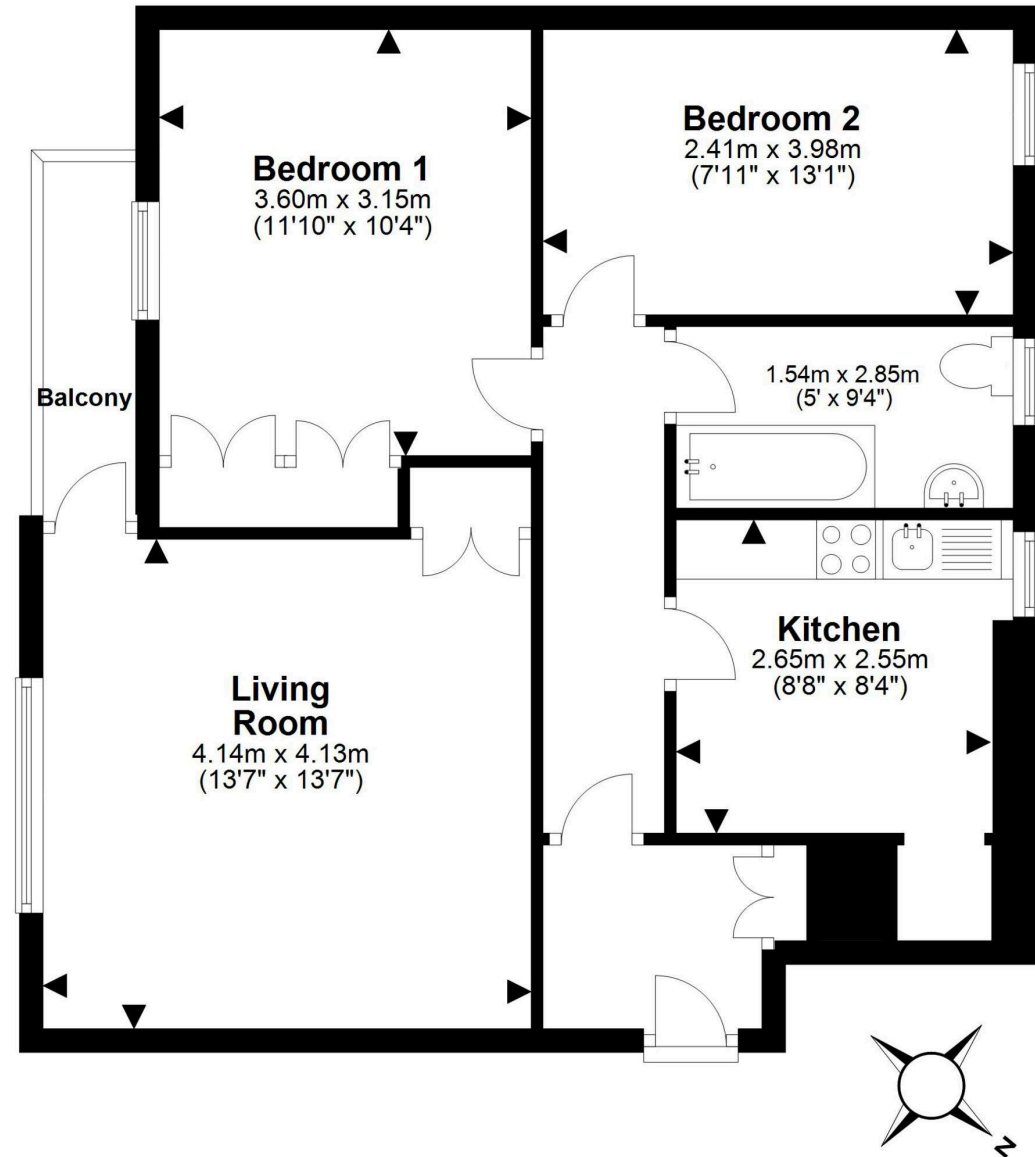 Bedroom 1
3.60m x 3.15m
(11'10" x 10'4")
Bedroom 2
2.41m x 3.98m
(7'11" x 13'1")
1.54m x 2.85m
(5' x 9'4")
Balcony
Kitchen
2.65m x 2.55m
(8'8" x 8'4")
Living
Room
4.14m x 4.13m
(13'7" x 13'7")
N